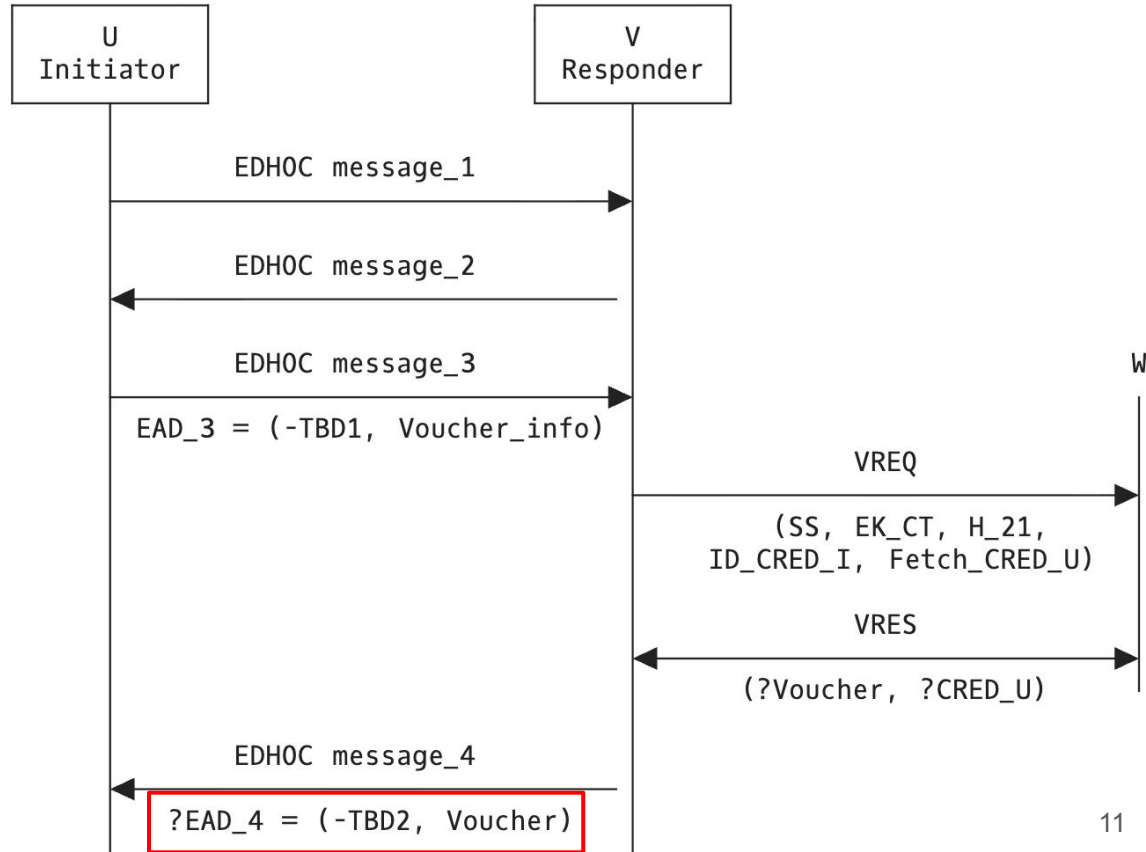 U
Initiator
V
Responder
EDHOC message_1
EDHOC message_2
EDHOC message_3
W
EAD_3 = (-TBD1, Voucher_info)
VREQ
(SS, EK_CT, H_21,
ID_CRED_I, Fetch_CRED_U)
VRES
(?Voucher, ?CRED_U)
EDHOC message_4
?EAD_4 = (-TBD2, Voucher)
11